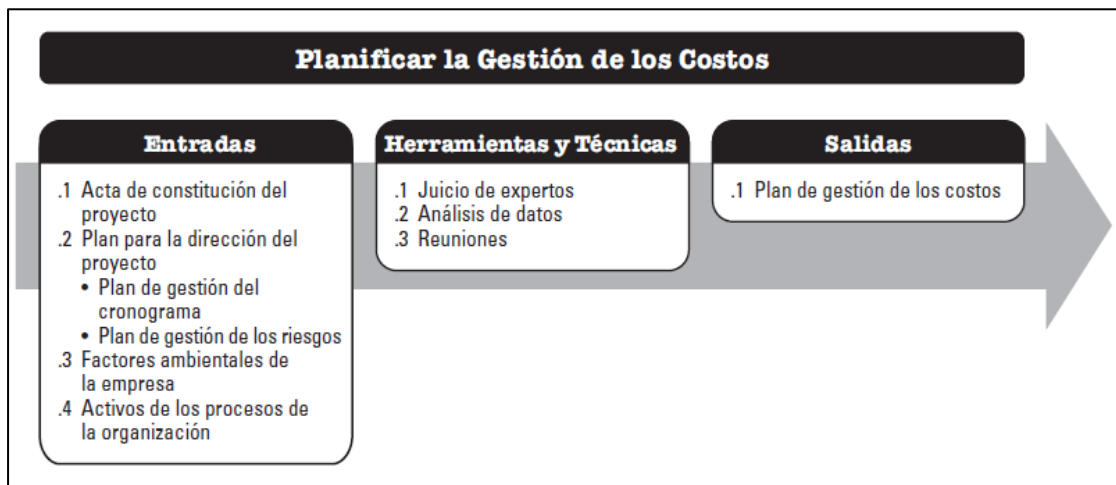 Planificar la Gestión de los Costos
Entradas
.1 Acta de constitución del
proyecto
.2 Plan para la dirección del
proyecto
• Plan de gestión del
cronograma
• Plan de gestión de los riesgos
.3 Factores ambientales de
la empresa
.4 Activos de los procesos de
la organización
Herramientas y Técnicas
.1 Juicio de expertos
.2 Análisis de datos
.3 Reuniones
Salidas
.1 Plan de gestión de los costos